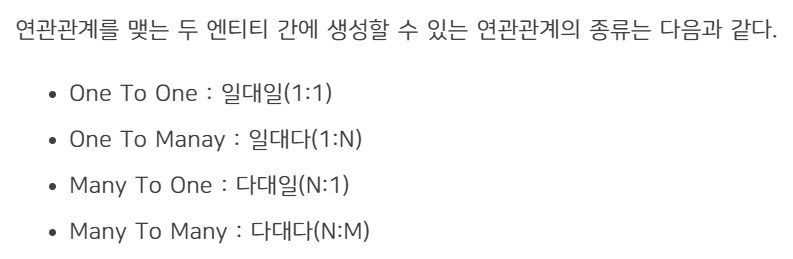 연관관계를 맺는 두 엔티티 간에 생성할 수 있는 연관관계의 종류는 다음과 같다.
• One To One : 일대일(1:1)
• One To Manay : 일대다(1:N)
• Many To One : 다대일(N:1)
• Many To Many : 다대다(N:M)